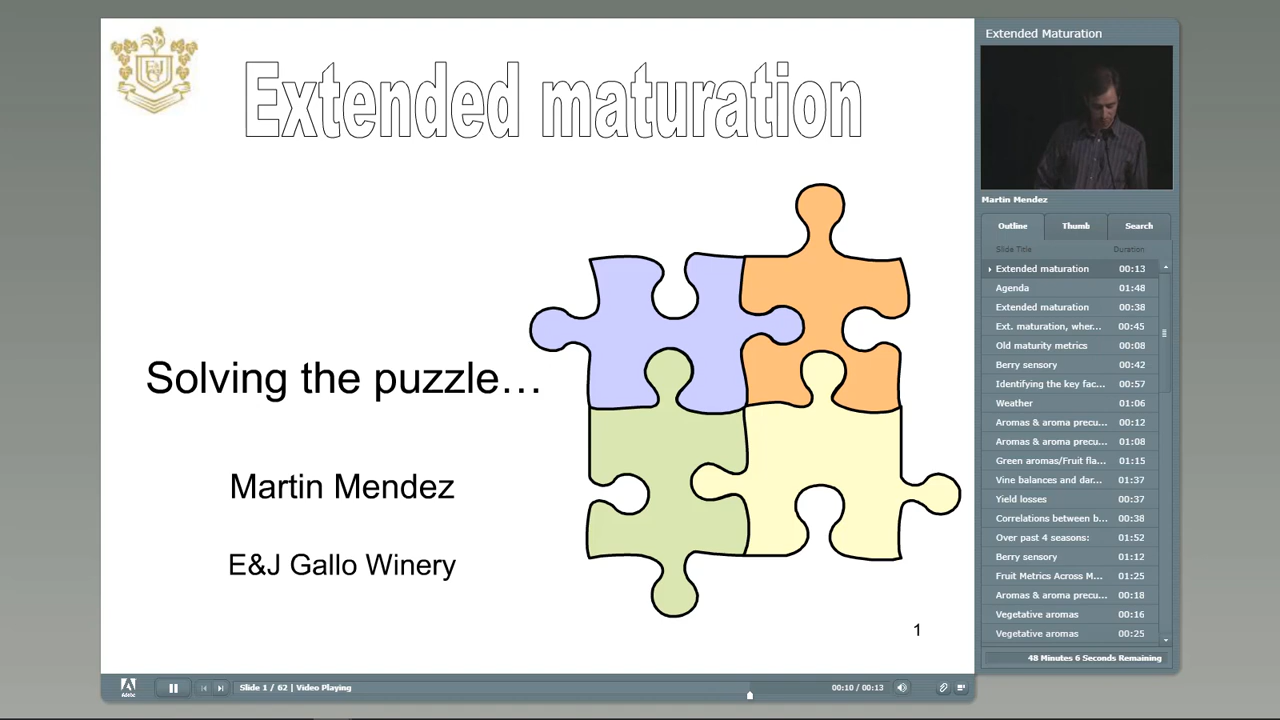 Extended maturation
Solving the puzzle…
Martin Mendez
E&J Gallo Winery
1
Extended Maturation
Martin Mendez
Outline Thumb Search
Slide Title Duration
Extended maturation 00:13
Agenda 01:48
Extended maturation 00:38
Ext. maturation, wher... 00:45
Old maturity metrics 00:08
Berry sensory 00:42
Identifying the key fac... 00:57
Weather 01:06
Aromas & aroma precu... 00:12
Aromas & aroma precu... 01:08
Green aromas/Fruit fla... 01:15
Vine balances and dar... 01:37
Yield losses 00:37
Correlations between b... 00:38
Over past 4 seasons: 01:52
Berry sensory 01:12
Fruit Metrics Across M... 01:25
Aromas & aroma precu... 00:18
Vegetative aromas 00:16
Vegetative aromas 00:25
48 Minutes 6 Seconds Remaining
Adobe
Slide 1 / 62 | Video Playing 00:10 / 00:13